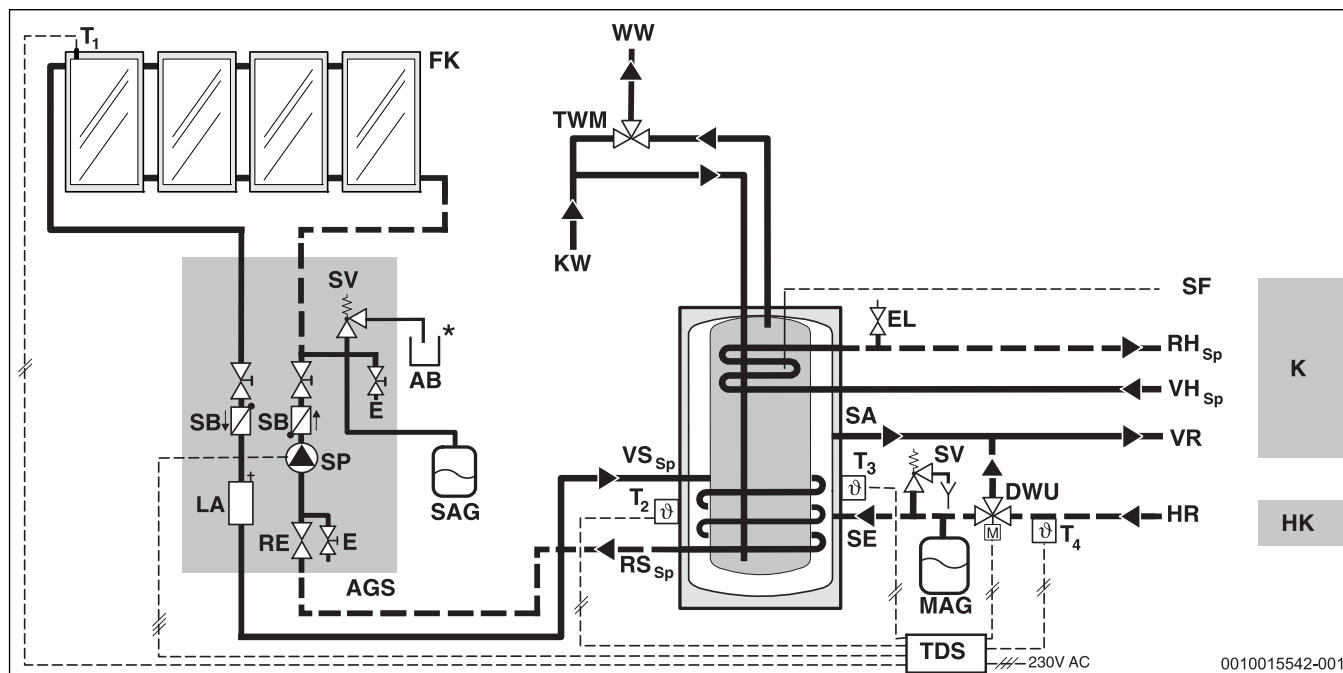 T1
FK
WW
TWM
KW
SV
*
AB
E
SB
SB
SP
LA
SAG
RE
E
AGS
SF
EL
RHSp
K
VHSp
SA
VR
VSSp
SV
T3
ϑ
DWU
T2
ϑ
HR
HK
SE
M
ϑ
T4
RSSp
MAG
TDS
230V AC
0010015542-001